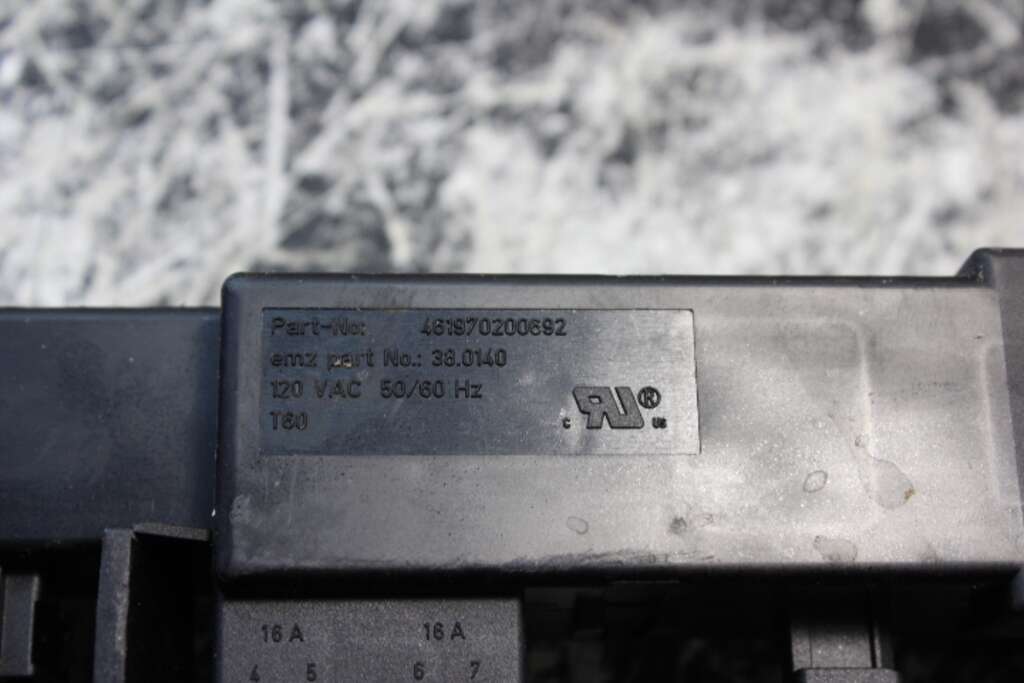 Part-No: 461970200692
emz part No.: 38.0140
120 VAC 50/60 Hz
T60
c RU® us
16 A 16 A
4 5 6 7